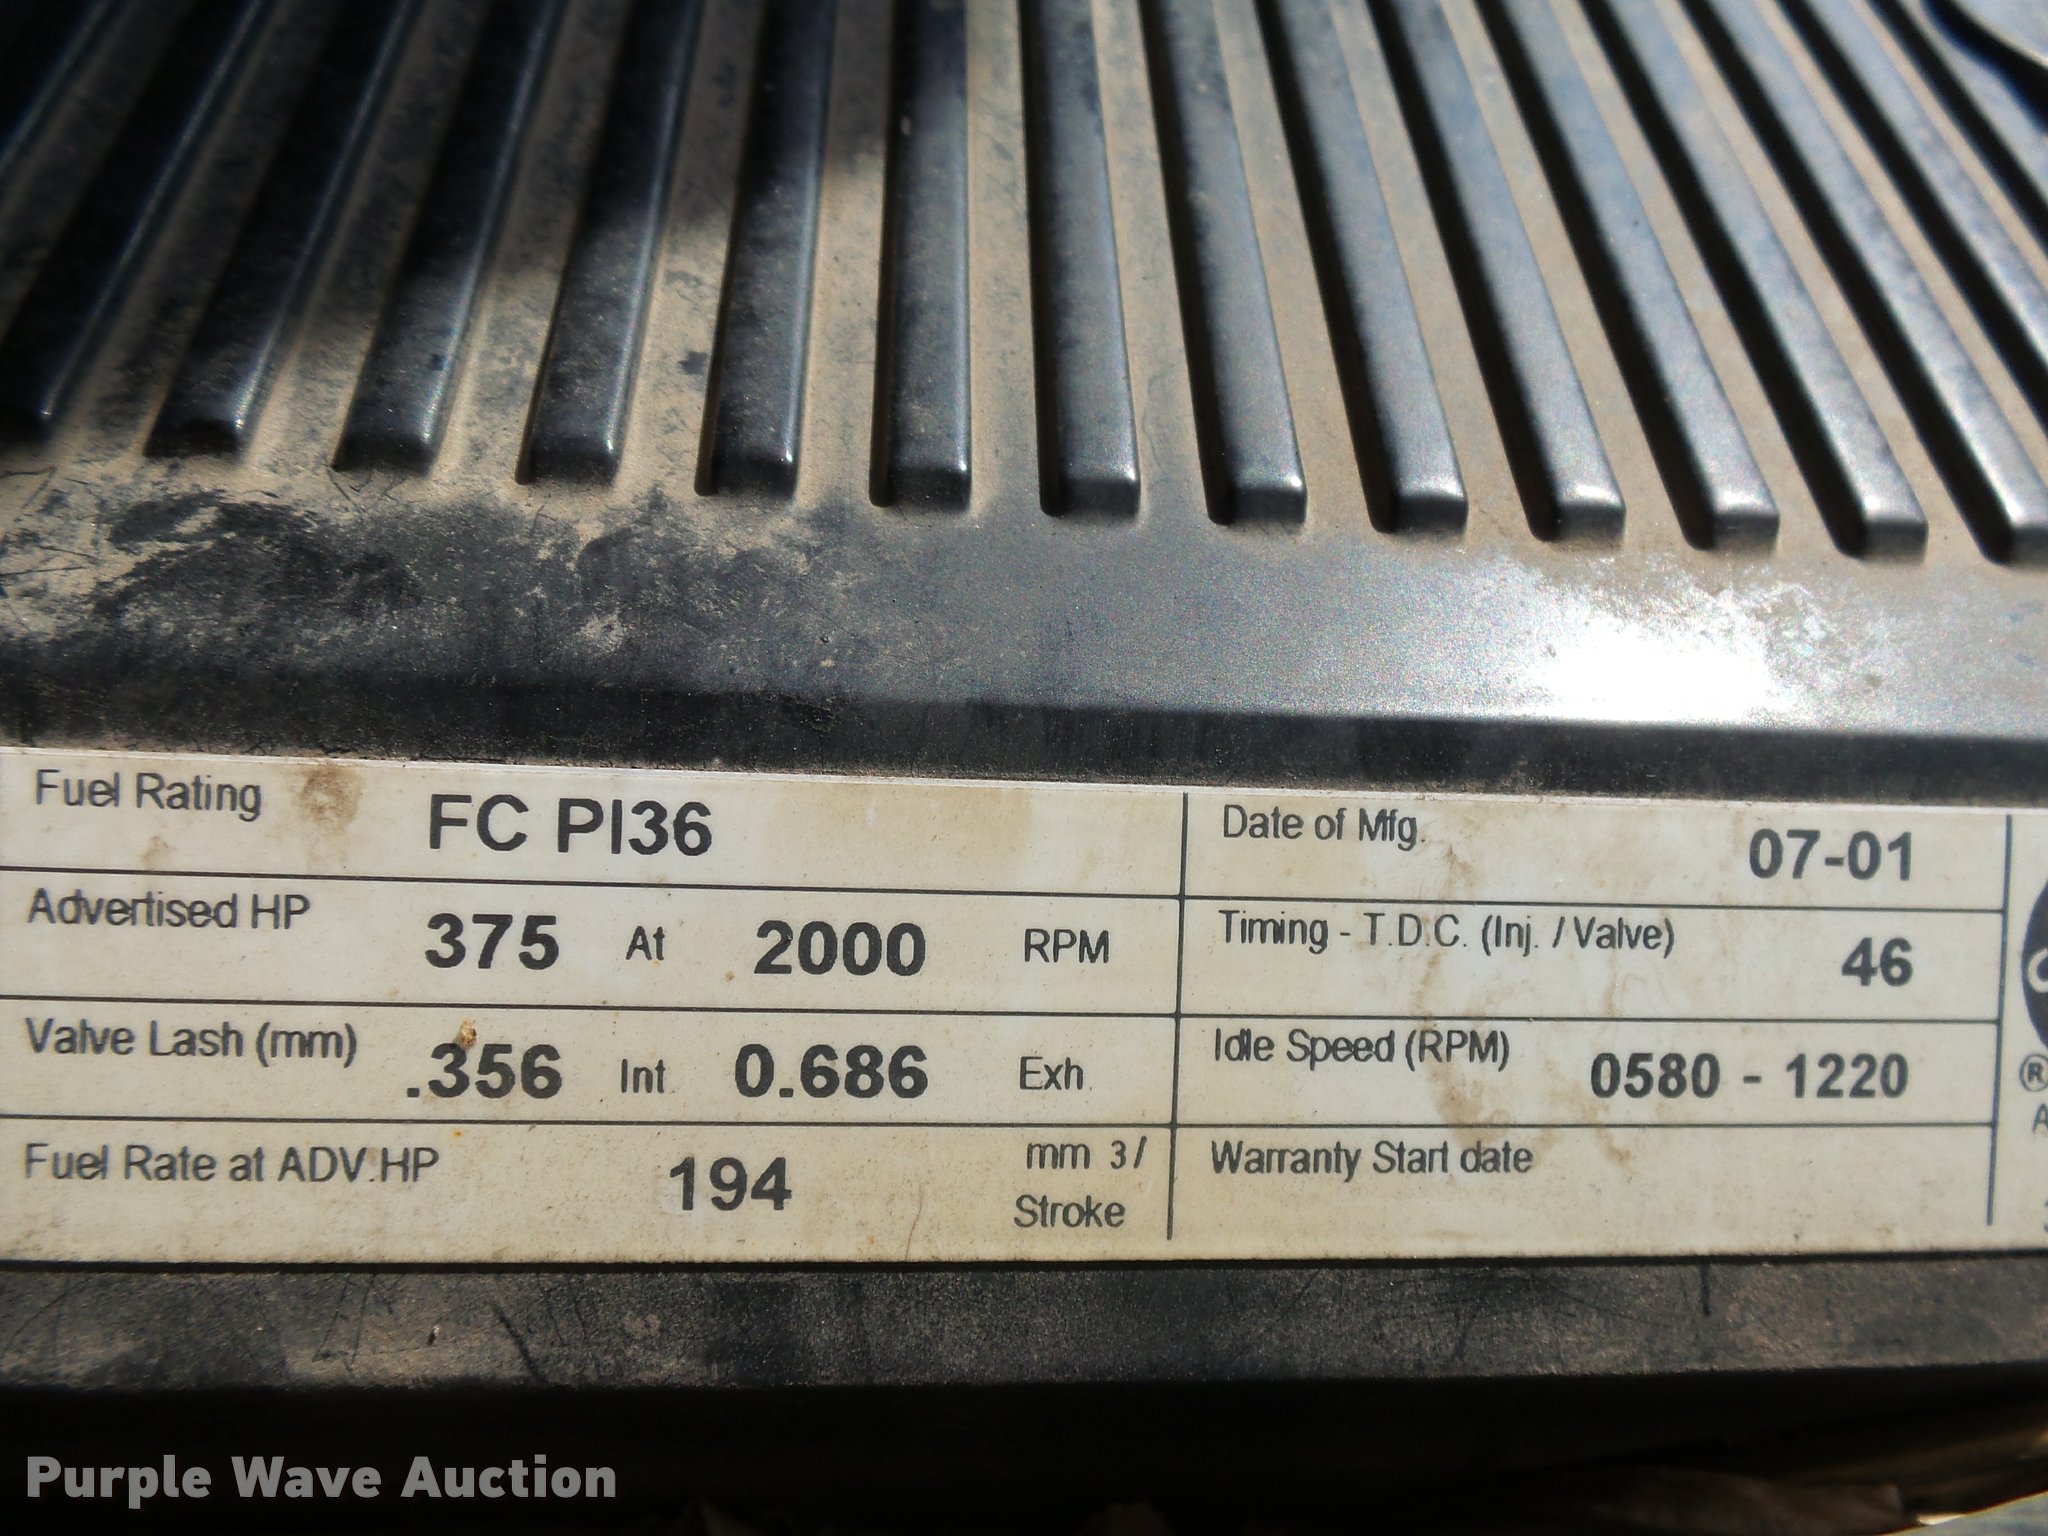 Fuel Rating FC PI36
Date of Mfg. 07-01
Advertised HP 375 At 2000 RPM
Timing - T.D.C. (Inj. / Valve) 46
Valve Lash (mm) .356 Int 0.686 Exh.
Idle Speed (RPM) 0580 - 1220
®
Fuel Rate at ADV.HP 194 mm 3/
Stroke
Warranty Start date
Purple Wave Auction